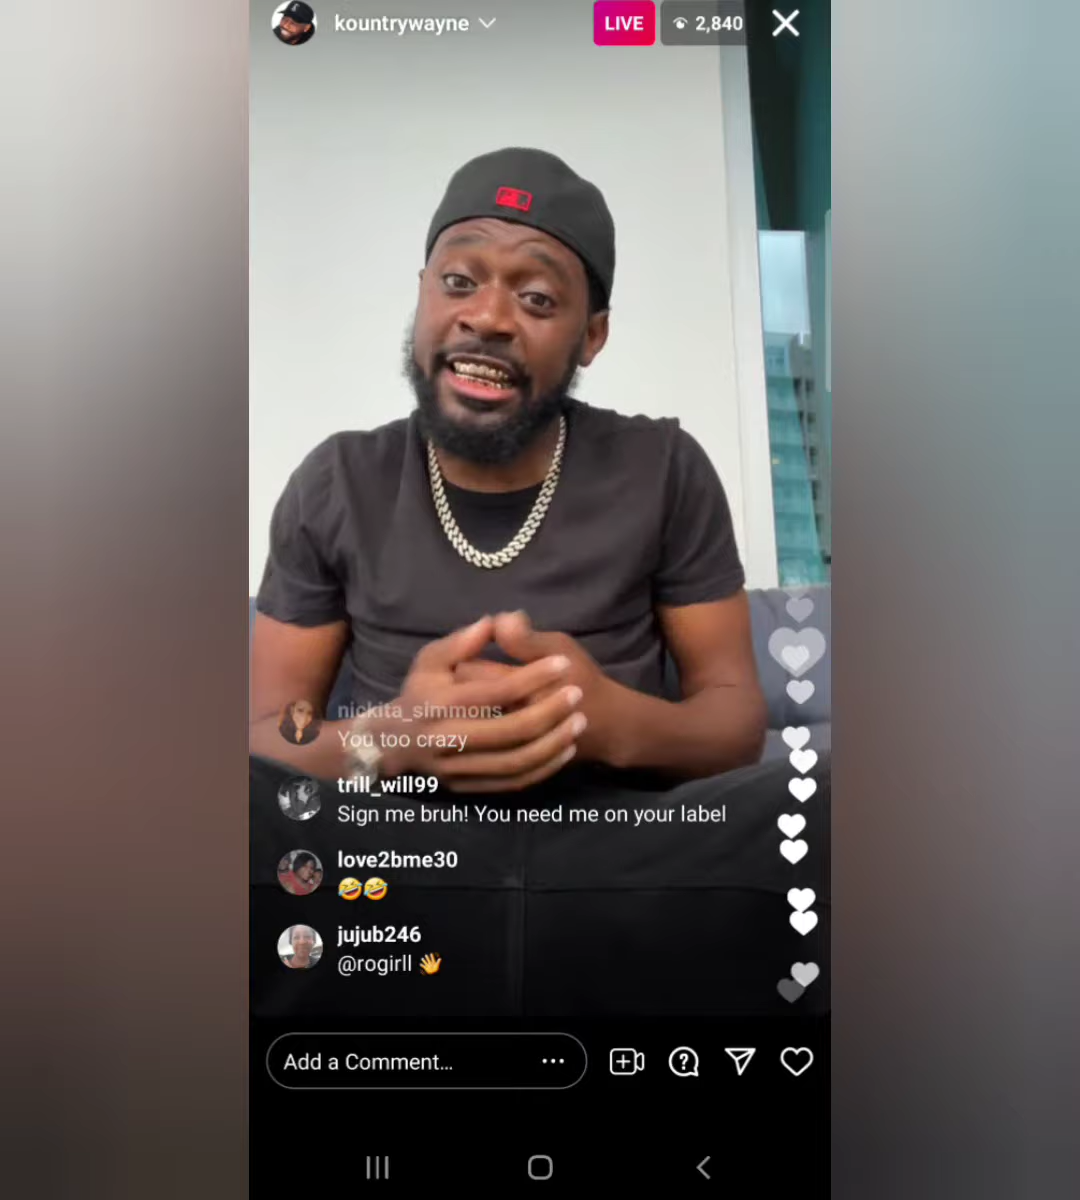 kountrywayne
LIVE
2,840
nickita_simmons
You too crazy
trill_will99
Sign me bruh! You need me on your label
love2bme30
🤣🤣
jujub246
@rogirll 👋
Add a Comment...